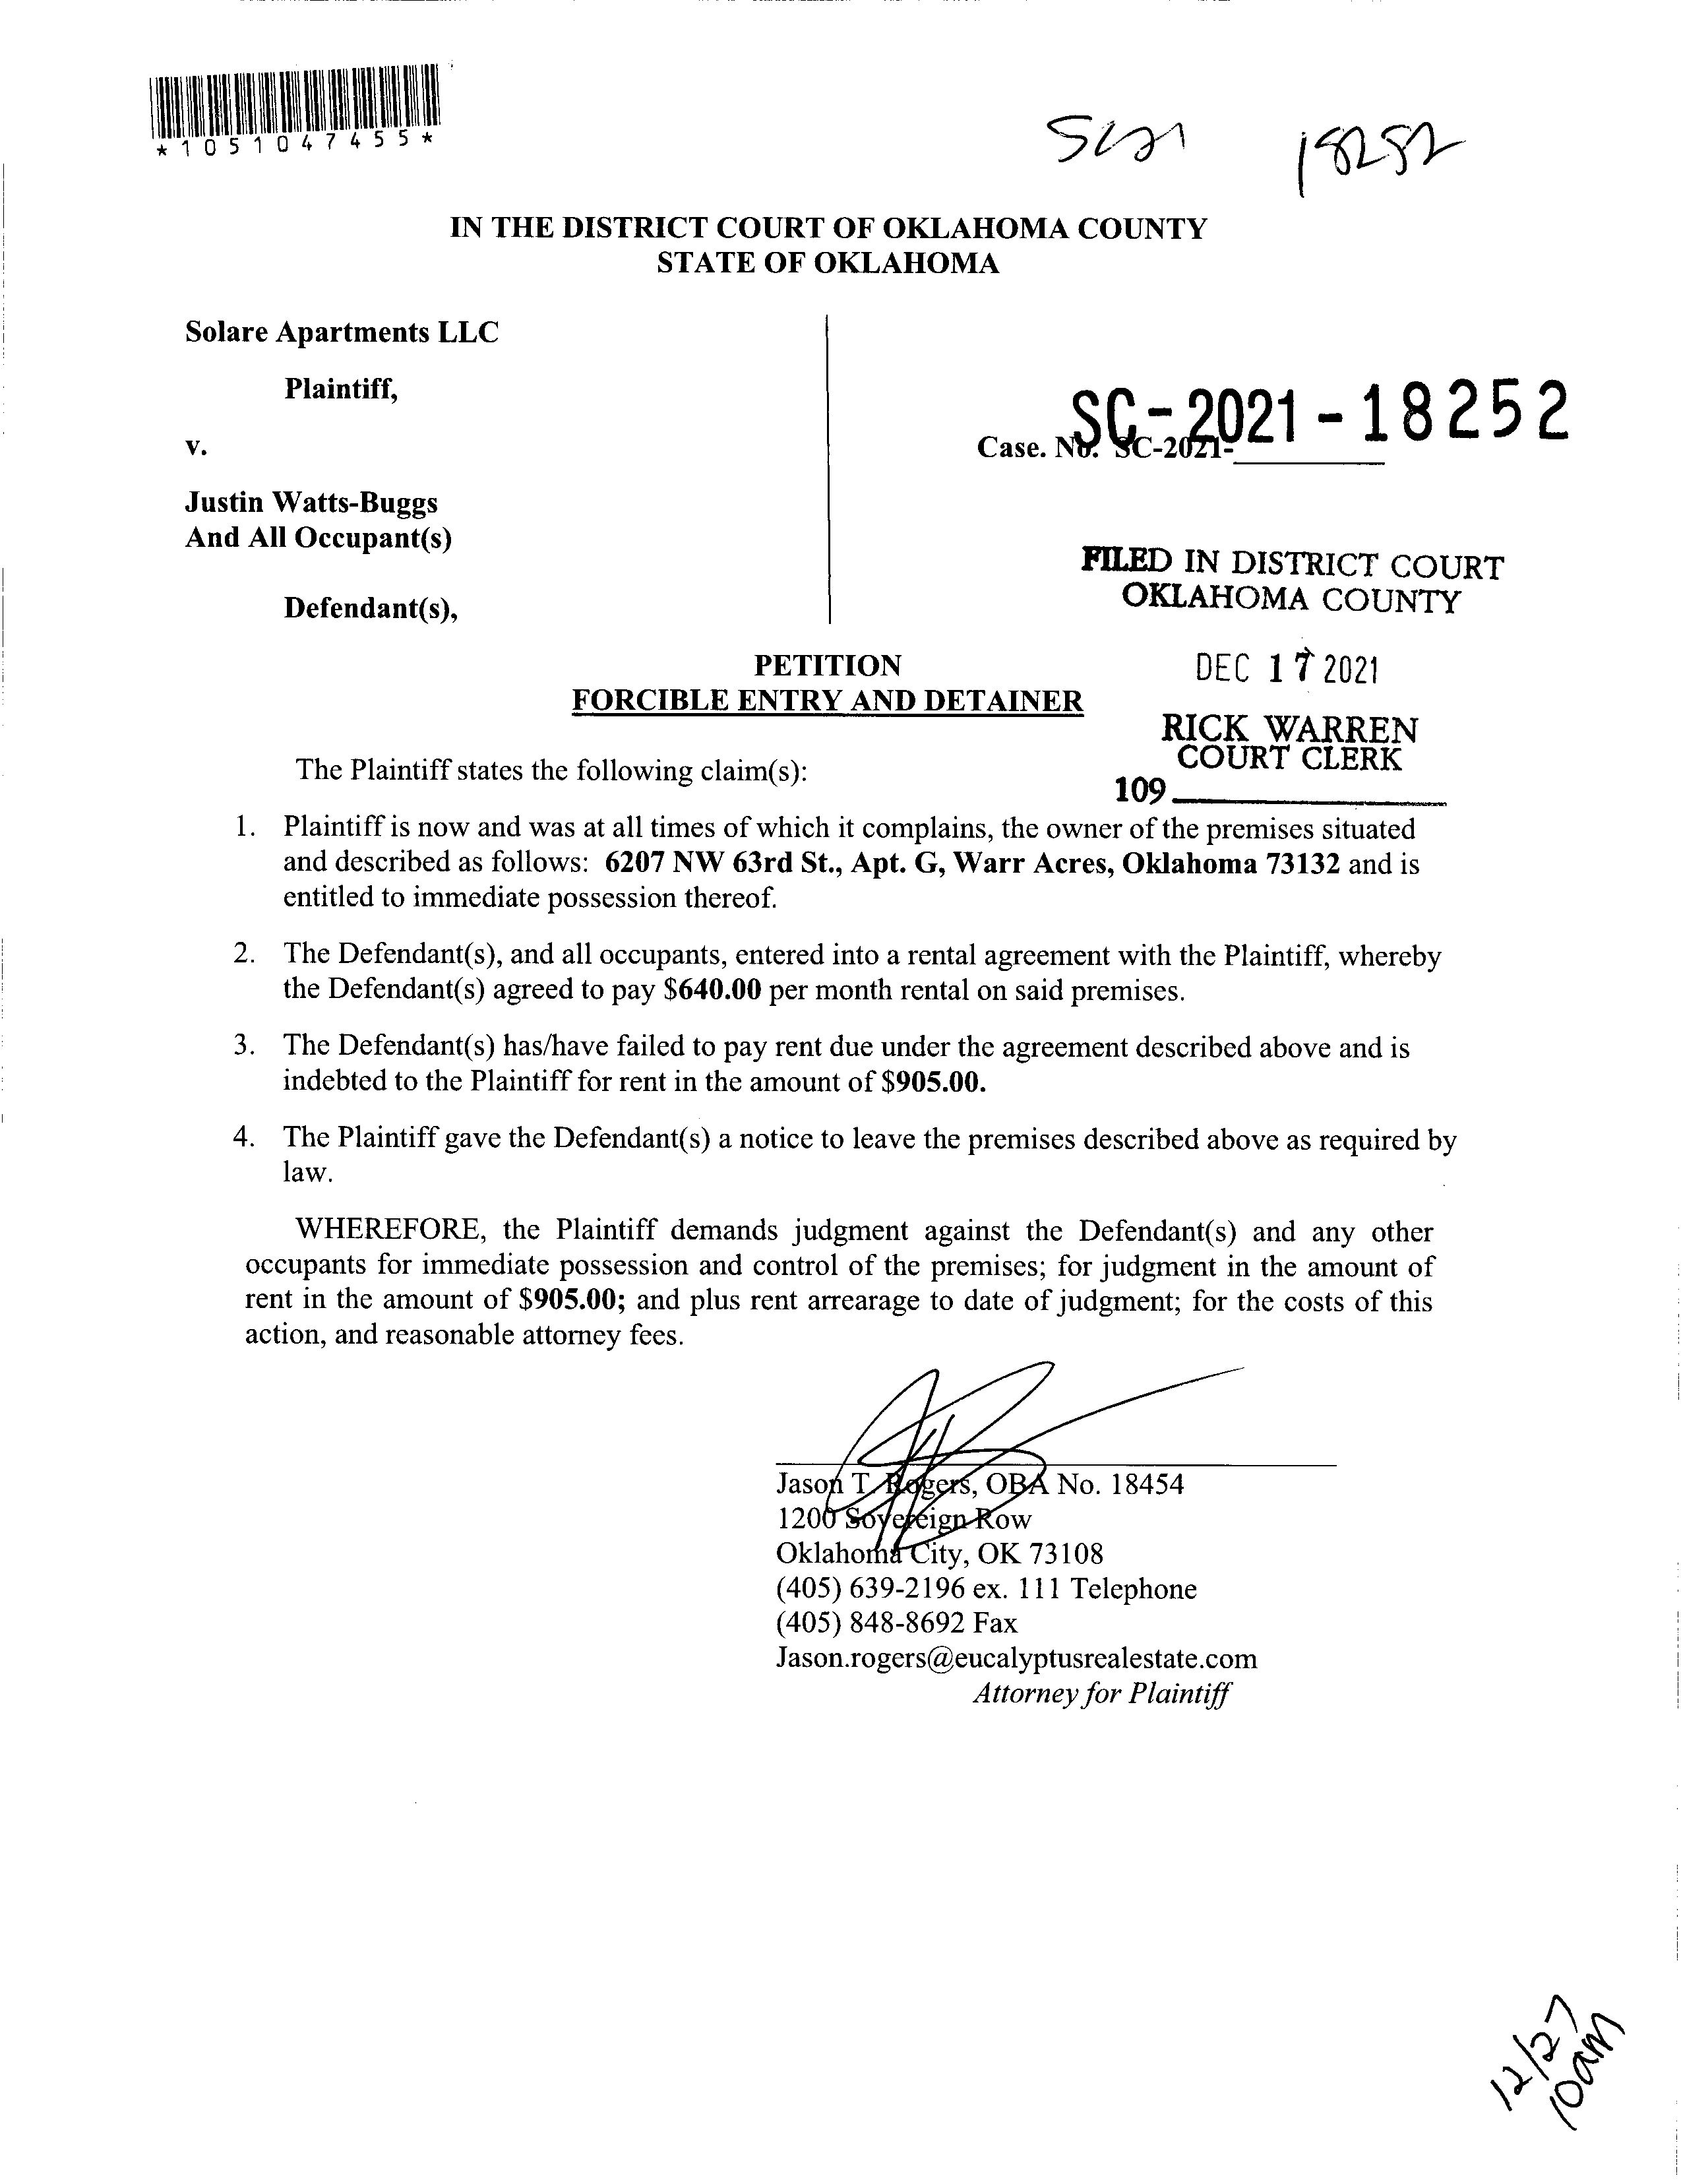 *1051047455*
SC21 18252
IN THE DISTRICT COURT OF OKLAHOMA COUNTY
STATE OF OKLAHOMA
Solare Apartments LLC
Plaintiff,
v.
Justin Watts-Buggs
And All Occupant(s)
Defendant(s),
SC-2021-18252
Case. No. SC-2021-
FILED IN DISTRICT COURT
OKLAHOMA COUNTY
DEC 17 2021
RICK WARREN
COURT CLERK
109
PETITION
FORCIBLE ENTRY AND DETAINER
The Plaintiff states the following claim(s):
1. Plaintiff is now and was at all times of which it complains, the owner of the premises situated
and described as follows: 6207 NW 63rd St., Apt. G, Warr Acres, Oklahoma 73132 and is
entitled to immediate possession thereof.
2. The Defendant(s), and all occupants, entered into a rental agreement with the Plaintiff, whereby
the Defendant(s) agreed to pay $640.00 per month rental on said premises.
3. The Defendant(s) has/have failed to pay rent due under the agreement described above and is
indebted to the Plaintiff for rent in the amount of $905.00.
4. The Plaintiff gave the Defendant(s) a notice to leave the premises described above as required by
law.
WHEREFORE, the Plaintiff demands judgment against the Defendant(s) and any other
occupants for immediate possession and control of the premises; for judgment in the amount of
rent in the amount of $905.00; and plus rent arrearage to date of judgment; for the costs of this
action, and reasonable attorney fees.
Jason T. Rogers, OBA No. 18454
1200 Sovereign Row
Oklahoma City, OK 73108
(405) 639-2196 ex. 111 Telephone
(405) 848-8692 Fax
Jason.rogers@eucalyptusrealestate.com
Attorney for Plaintiff
12/27
10am